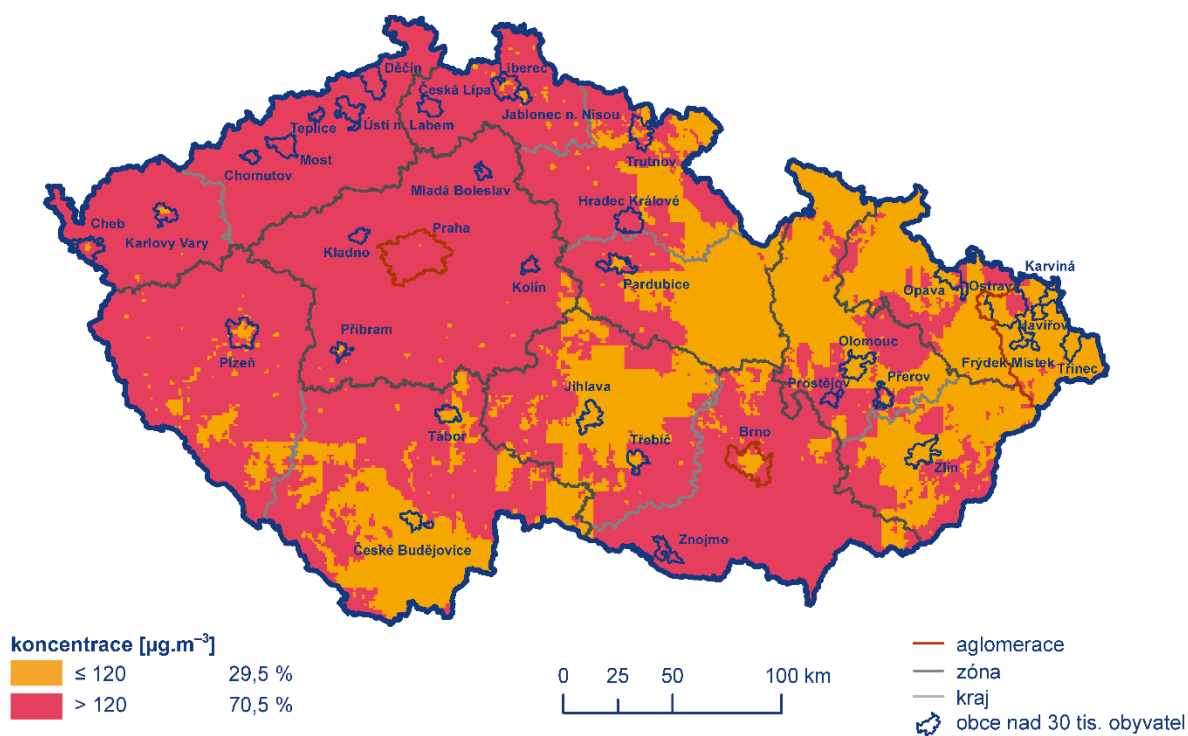 Děčín
Liberec
Česká Lípa
Jablonec n. Nisou
Teplice
Ústi n. Labem
Most
Chomutov
Trutnov
Mladá Boleslav
Hradec Králové
Cheb
Karlovy Vary
Praha
Kladno
Kolín
Pardubice
Karviná
Opava
Ostrava
Havířov
Plzeň
Příbram
Olomouc
Frýdek Místek
Třinec
Prostějov
Přerov
Jihlava
Tábor
Třebíč
Brno
Zlín
České Budějovice
Znojmo
koncentrace [µg.m⁻³]
≤ 120 29,5 %
> 120 70,5 %
0 25 50 100 km
aglomerace
zóna
kraj
obce nad 30 tis. obyvatel